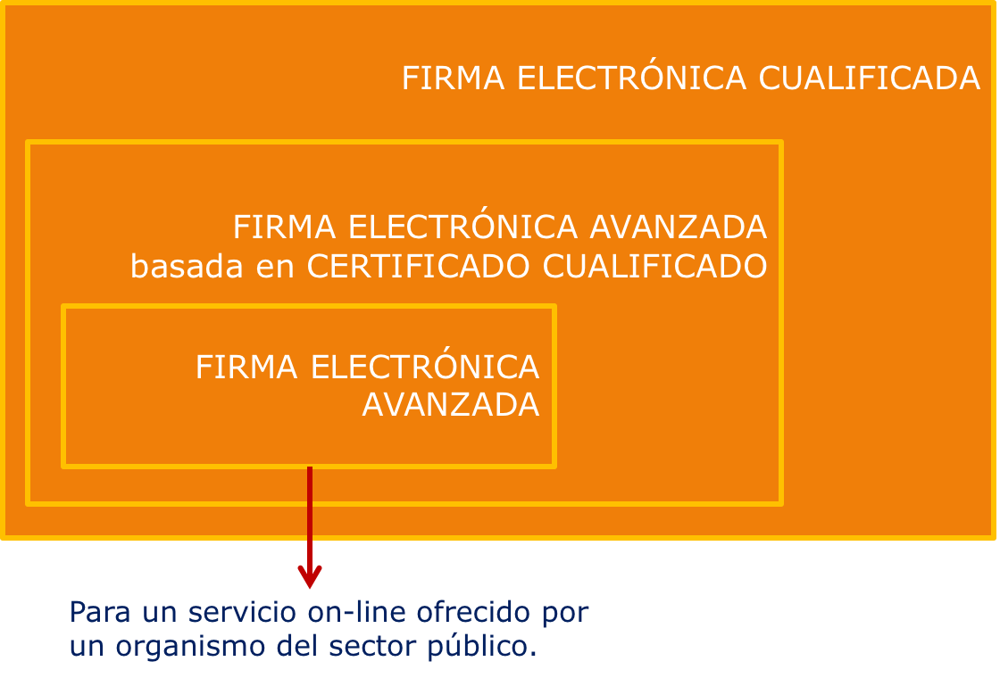 FIRMA ELECTRÓNICA CUALIFICADA
FIRMA ELECTRÓNICA AVANZADA
basada en CERTIFICADO CUALIFICADO
FIRMA ELECTRÓNICA
AVANZADA
Para un servicio on-line ofrecido por
un organismo del sector público.